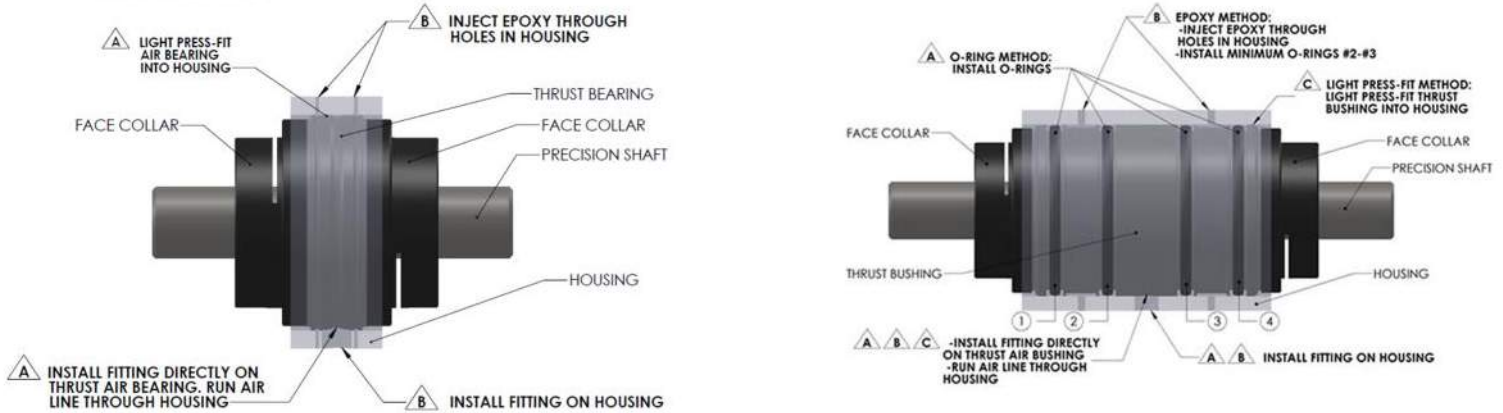 A LIGHT PRESS-FIT
AIR BEARING
INTO HOUSING
B INJECT EPOXY THROUGH
HOLES IN HOUSING
THRUST BEARING
FACE COLLAR
FACE COLLAR
PRECISION SHAFT
HOUSING
A INSTALL FITTING DIRECTLY ON
THRUST AIR BEARING. RUN AIR
LINE THROUGH HOUSING
B INSTALL FITTING ON HOUSING
B EPOXY METHOD:
-INJECT EPOXY THROUGH
HOLES IN HOUSING
-INSTALL MINIMUM O-RINGS #2-#3
A O-RING METHOD:
INSTALL O-RINGS
C LIGHT PRESS-FIT METHOD:
LIGHT PRESS-FIT THRUST
BUSHING INTO HOUSING
FACE COLLAR
FACE COLLAR
PRECISION SHAFT
THRUST BUSHING
HOUSING
1 2 3 4
A B C -INSTALL FITTING DIRECTLY
ON THRUST AIR BUSHING
-RUN AIR LINE THROUGH
HOUSING
A B INSTALL FITTING ON HOUSING